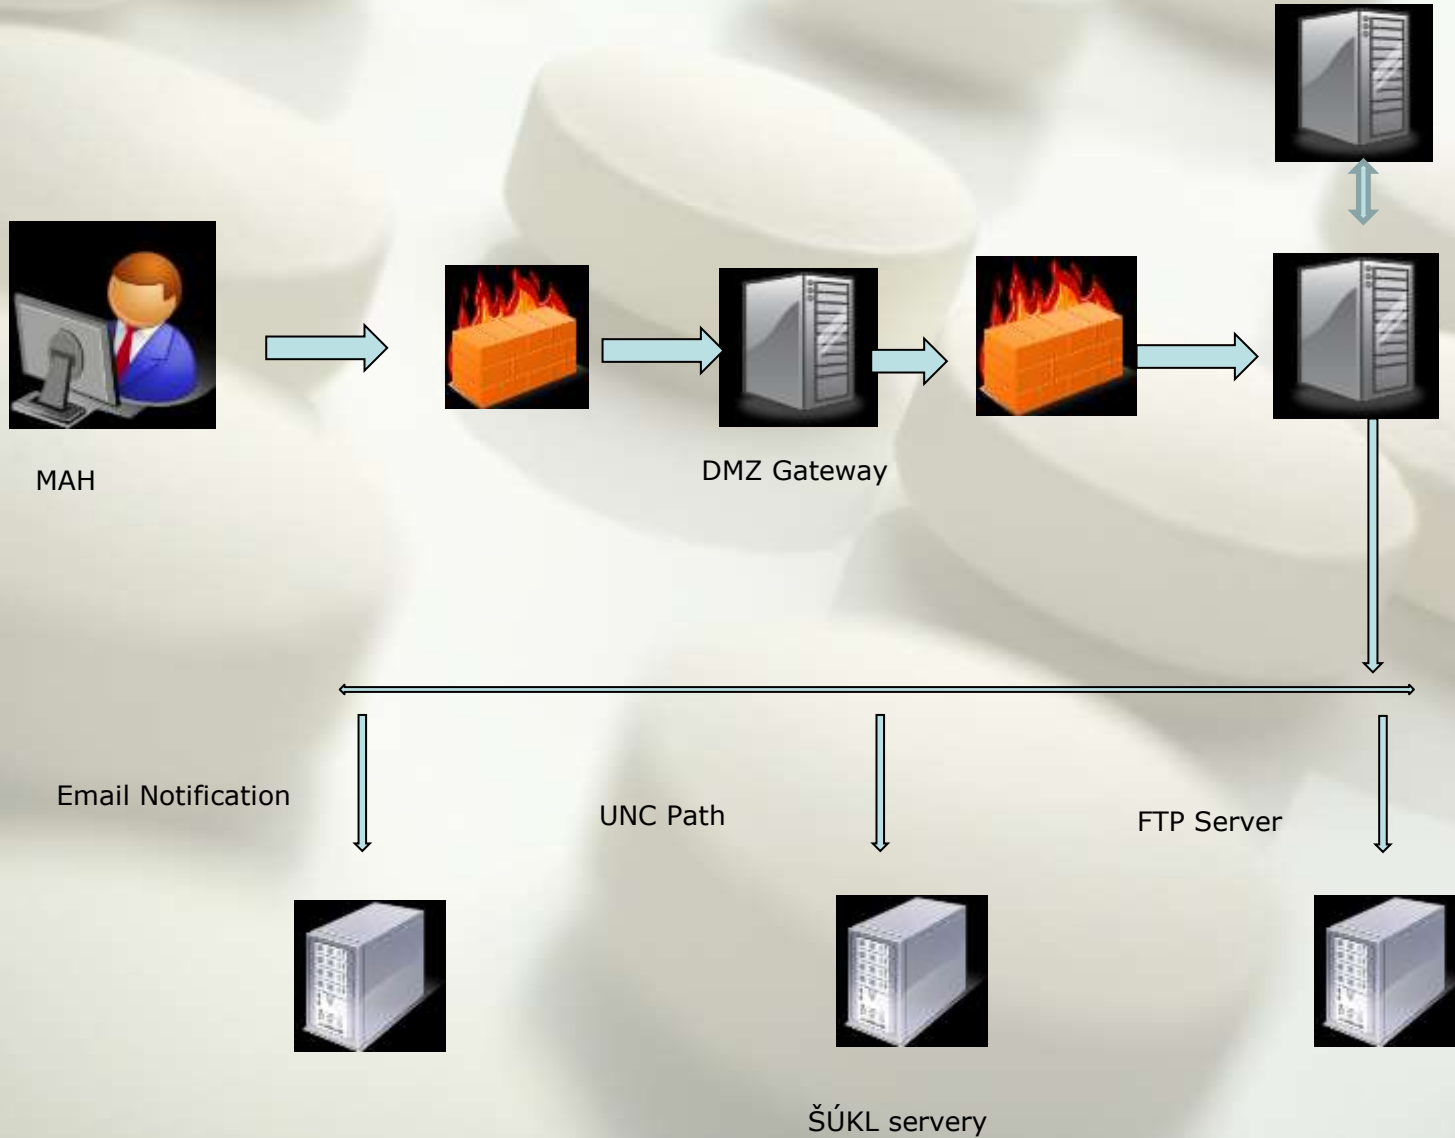 MAH
DMZ Gateway
Email Notification
UNC Path
FTP Server
ŠÚKL servery